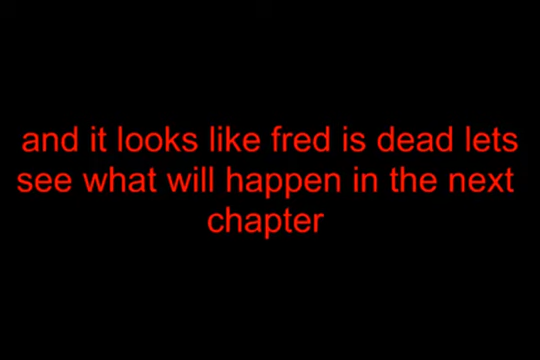 and it looks like fred is dead lets
see what will happen in the next
chapter